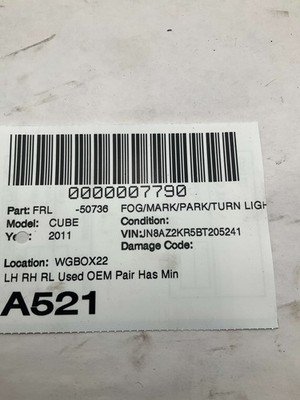 0000007790
Part: FRL -50736 FOG/MARK/PARK/TURN LIGH
Model: CUBE Condition:
2011 VIN:JN8AZ2KR5BT205241
Damage Code:
Location: WGBOX22
LH RH RL Used OEM Pair Has Min
A521